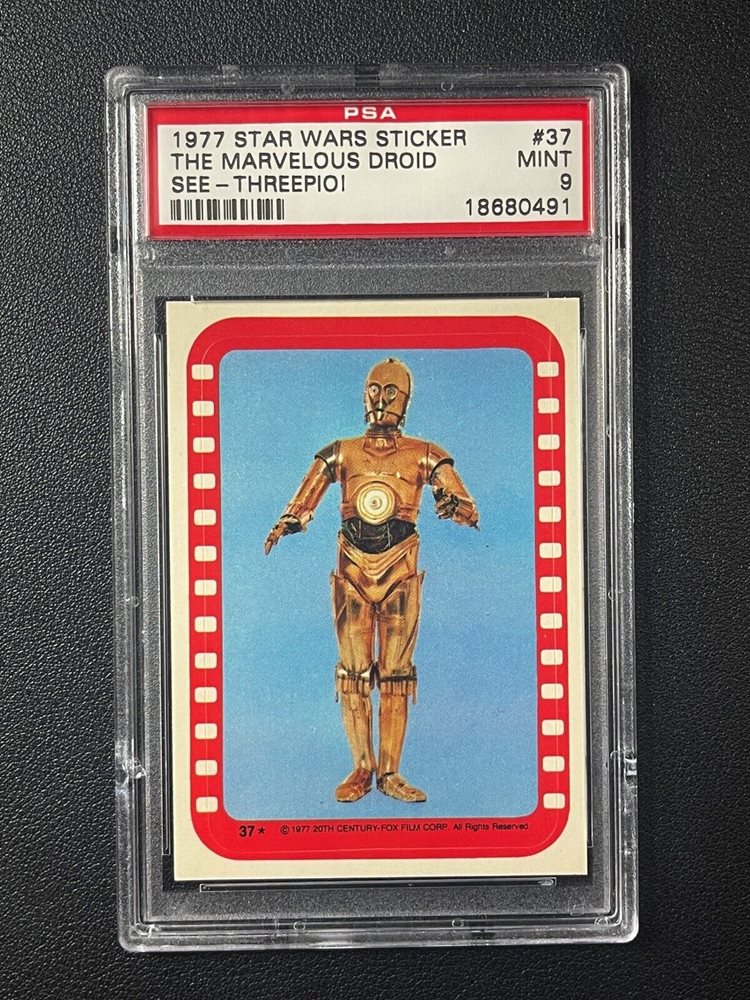 PSA
1977 STAR WARS STICKER #37
THE MARVELOUS DROID MINT
SEE-THREEPIO! 9
18680491
37★ © 1977 20TH CENTURY-FOX FILM CORP. All Rights Reserved.